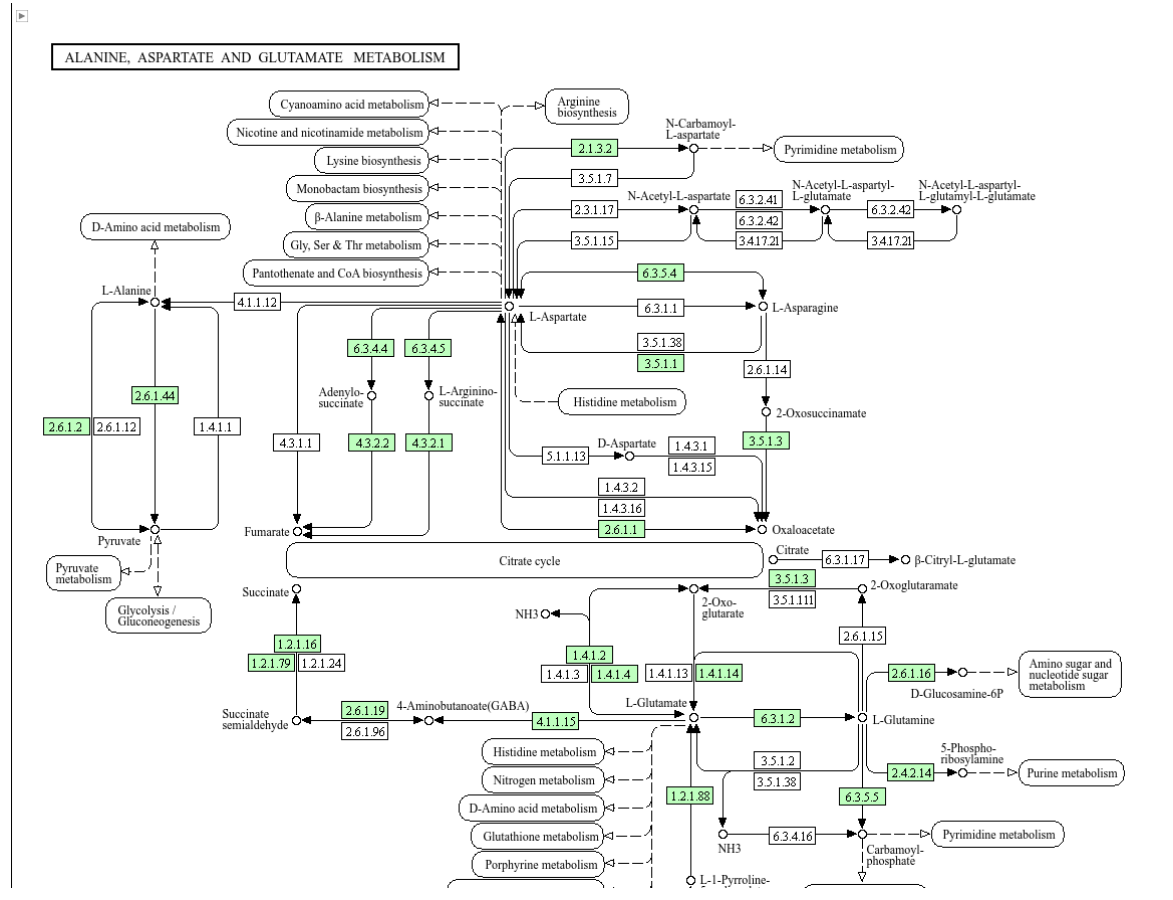 ALANINE, ASPARTATE AND GLUTAMATE METABOLISM
Cyanoamino acid metabolism
Arginine
biosynthesis
Nicotine and nicotinamide metabolism
N-Carbamoyl-
L-aspartate
2.1.3.2
Pyrimidine metabolism
Lysine biosynthesis
3.5.1.7
Monobactam biosynthesis
N-Acetyl-L-aspartate
6.3.2.41
N-Acetyl-L-aspartyl-
L-glutamate
N-Acetyl-L-aspartyl-
L-glutamyl-L-glutamate
2.3.1.17
6.3.2.42
6.3.2.42
β-Alanine metabolism
D-Amino acid metabolism
3.5.1.15
3.4.17.21
3.4.17.21
Gly, Ser & Thr metabolism
Pantothenate and CoA biosynthesis
6.3.5.4
L-Alanine
4.1.1.12
L-Aspartate
6.3.1.1
L-Asparagine
6.3.4.4
6.3.4.5
3.5.1.38
3.5.1.1
2.6.1.14
2.6.1.44
Adenylo-
succinate
L-Arginino-
succinate
Histidine metabolism
2-Oxosuccinamate
2.6.1.2
2.6.1.12
1.4.1.1
4.3.1.1
4.3.2.2
4.3.2.1
D-Aspartate
1.4.3.1
3.5.1.3
5.1.1.13
1.4.3.15
1.4.3.2
1.4.3.16
Fumarate
2.6.1.1
Oxaloacetate
Pyruvate
Citrate cycle
Citrate
6.3.1.17
β-Citryl-L-glutamate
Pyruvate
metabolism
3.5.1.3
Succinate
2-Oxo-
glutarate
3.5.1.111
2-Oxoglutaramate
Glycolysis /
Gluconeogenesis
NH3
2.6.1.15
1.2.1.16
1.4.1.2
1.2.1.79
1.2.1.24
1.4.1.3
1.4.1.4
1.4.1.13
1.4.1.14
2.6.1.16
Amino sugar and
nucleotide sugar
metabolism
D-Glucosamine-6P
4-Aminobutanoate(GABA)
L-Glutamate
2.6.1.19
Succinate
semialdehyde
2.6.1.96
4.1.1.15
6.3.1.2
L-Glutamine
Histidine metabolism
5-Phospho-
ribosylamine
3.5.1.2
2.4.2.14
Purine metabolism
Nitrogen metabolism
3.5.1.38
1.2.1.88
6.3.5.5
D-Amino acid metabolism
Glutathione metabolism
NH3
6.3.4.16
Pyrimidine metabolism
Carbamoyl-
phosphate
Porphyrine metabolism
L-1-Pyrroline-